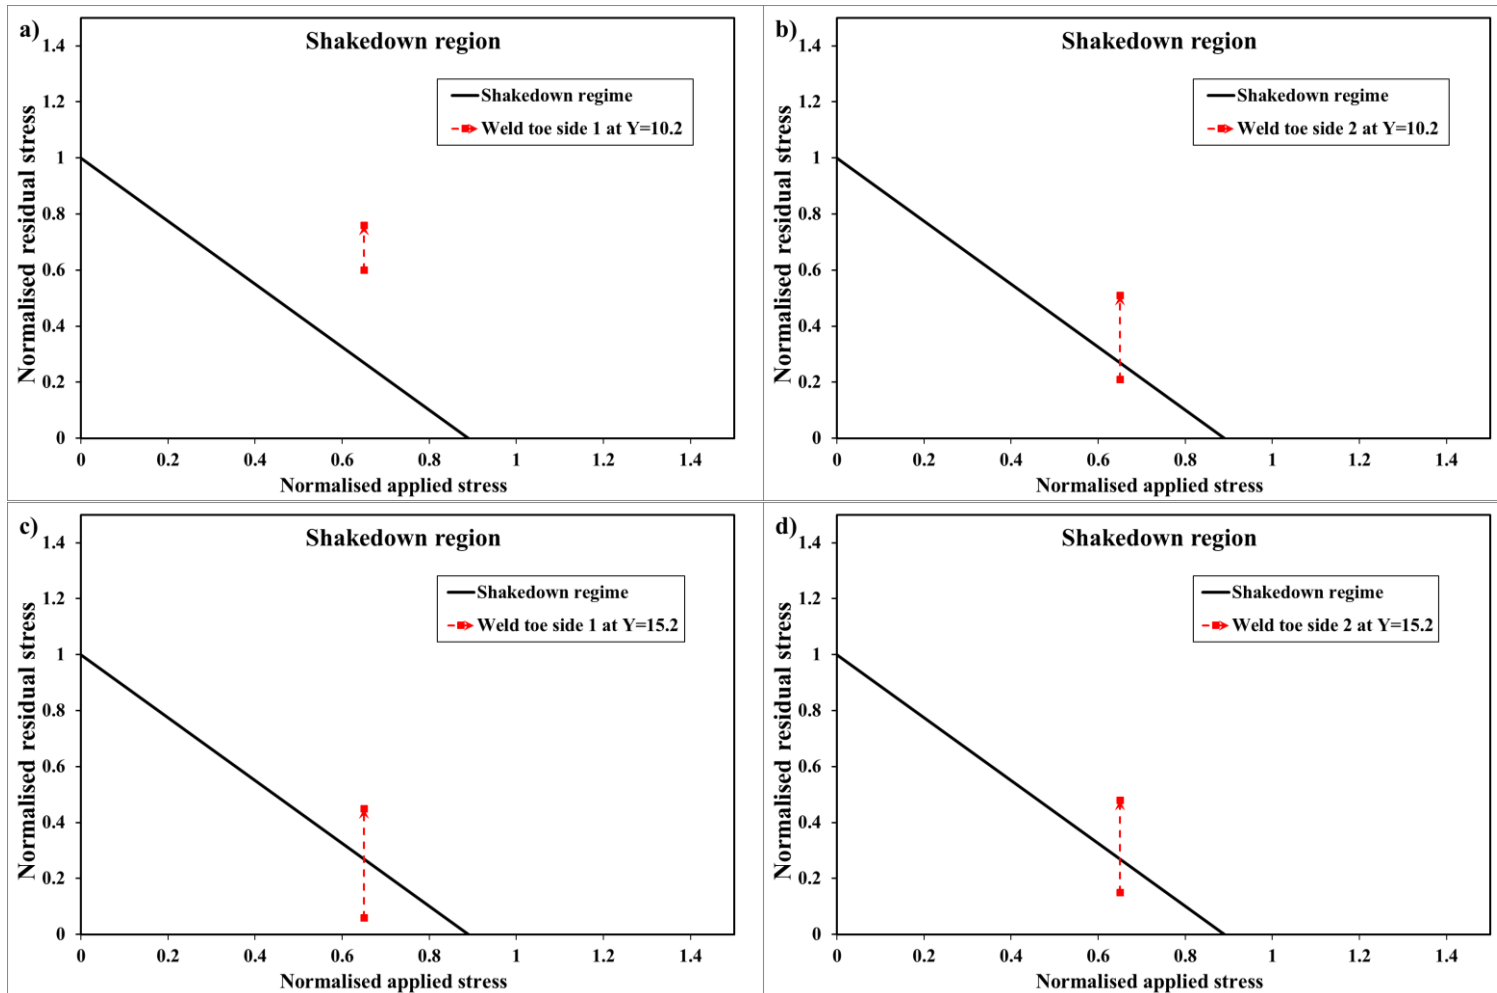 a)
Shakedown region
Shakedown regime
Weld toe side 1 at Y=10.2
Normalised residual stress
1.4
1.2
1
0.8
0.6
0.4
0.2
0
0 0.2 0.4 0.6 0.8 1 1.2 1.4
Normalised applied stress
b)
Shakedown region
Shakedown regime
Weld toe side 2 at Y=10.2
Normalised residual stress
1.4
1.2
1
0.8
0.6
0.4
0.2
0
0 0.2 0.4 0.6 0.8 1 1.2 1.4
Normalised applied stress
c)
Shakedown region
Shakedown regime
Weld toe side 1 at Y=15.2
Normalised residual stress
1.4
1.2
1
0.8
0.6
0.4
0.2
0
0 0.2 0.4 0.6 0.8 1 1.2 1.4
Normalised applied stress
d)
Shakedown region
Shakedown regime
Weld toe side 2 at Y=15.2
Normalised residual stress
1.4
1.2
1
0.8
0.6
0.4
0.2
0
0 0.2 0.4 0.6 0.8 1 1.2 1.4
Normalised applied stress